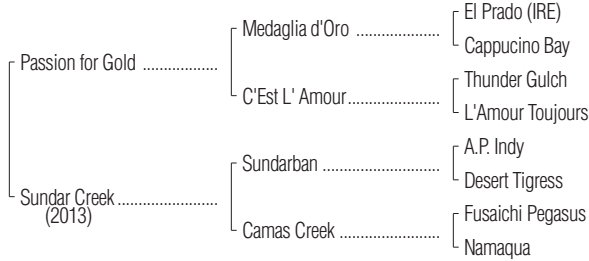 El Prado (IRE)
Medaglia d'Oro ....................
Cappucino Bay
Passion for Gold ..................
Thunder Gulch
C'Est L' Amour......................
L'Amour Toujours
A.P. Indy
Sundarban ............................
Desert Tigress
Sundar Creek ........................
(2013)
Fusaichi Pegasus
Camas Creek ........................
Namaqua